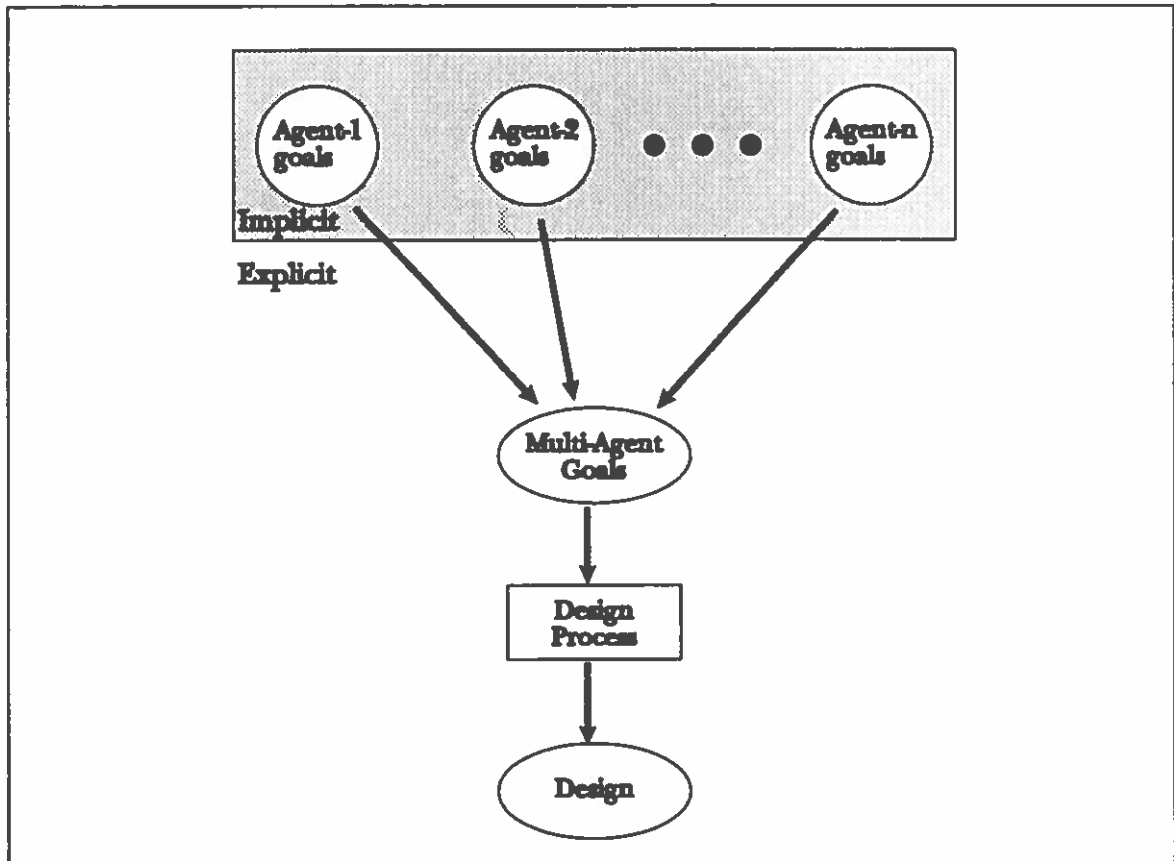 Agent-1
goals
Agent-2
goals
Agent-n
goals
Implicit
Explicit
Multi-Agent
Goals
Design
Process
Design